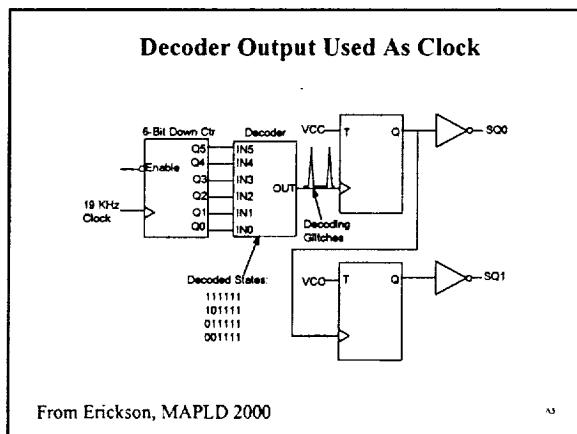 Decoder Output Used As Clock
6-Bit Down Ctr
Decoder
Enable
19 KHz
Clock
Q5
Q4
Q3
Q2
Q1
Q0
IN5
IN4
IN3
IN2
IN1
IN0
OUT
VCC
T
Q
SQ0
Decoding
Glitches
Decoded States:
111111
101111
011111
001111
VCC
T
Q
SQ1
From Erickson, MAPLD 2000